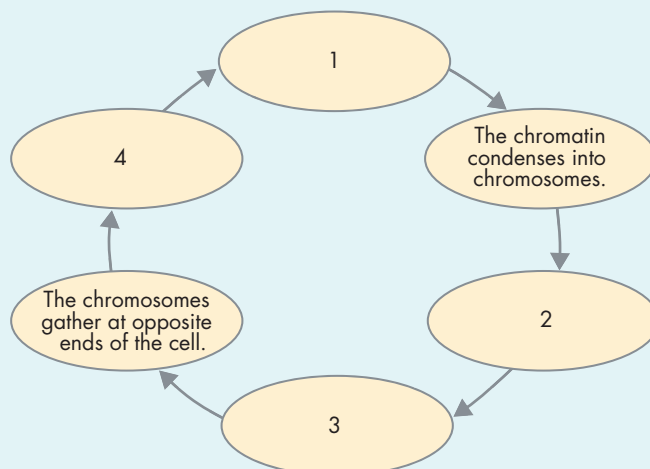 1
The chromatin
condenses into
chromosomes.
2
3
The chromosomes
gather at opposite
ends of the cell.
4